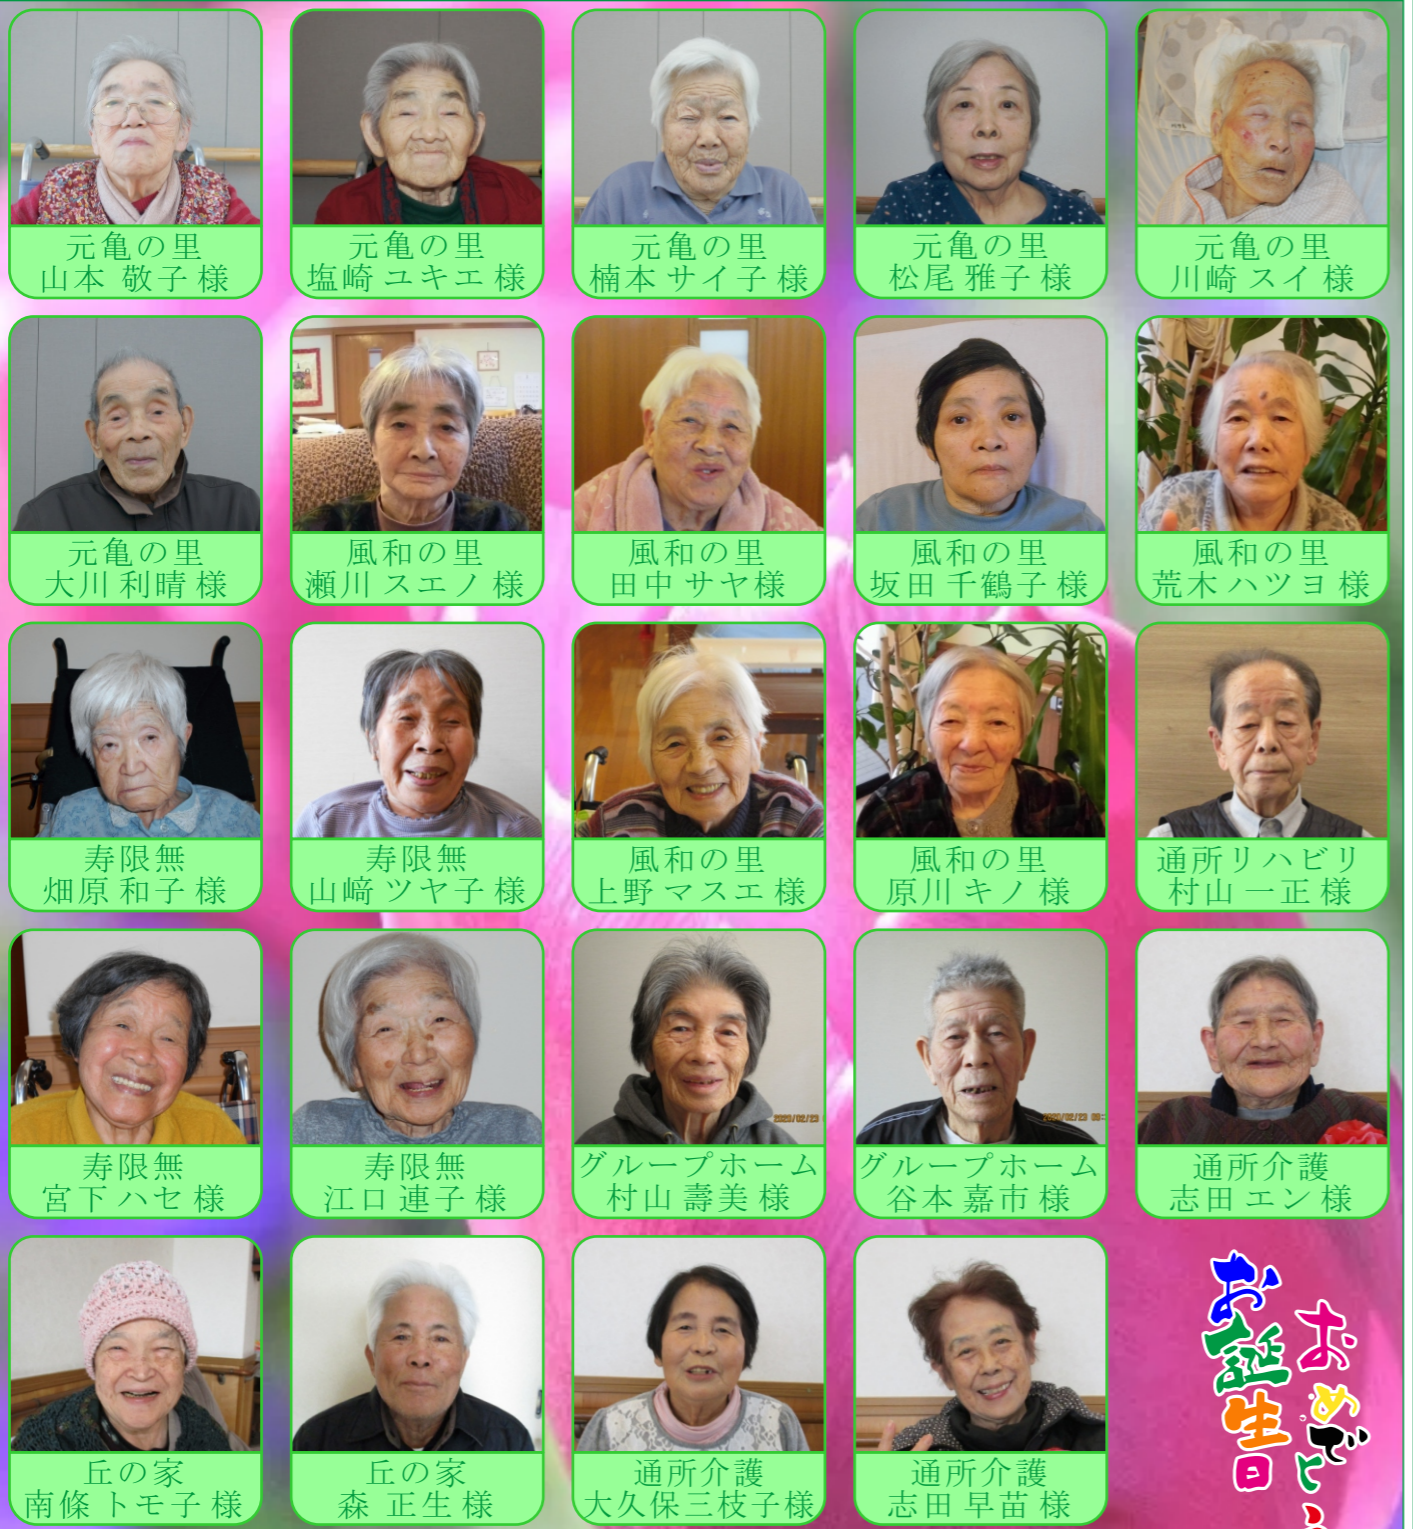 元亀の里
山本 敬子 様
元亀の里
塩崎 ユキエ 様
元亀の里
楠本 サイ子 様
元亀の里
松尾 雅子 様
元亀の里
川崎 スイ 様
元亀の里
大川 利晴 様
風和の里
瀬川 スエノ 様
風和の里
田中 サヤ 様
風和の里
坂田 千鶴子 様
風和の里
荒木 ハツヨ 様
寿限無
畑原 和子 様
寿限無
山﨑 ツヤ子 様
風和の里
上野 マスエ 様
風和の里
原川 キノ 様
通所リハビリ
村山 一正 様
寿限無
宮下 ハセ 様
寿限無
江口 連子 様
グループホーム
村山 壽美 様
2023/02/23
グループホーム
谷本 嘉市 様
通所介護
志田 エン 様
丘の家
南條 トモ子 様
丘の家
森 正生 様
通所介護
大久保三枝子様
通所介護
志田 早苗 様
お誕生日
おめでとう